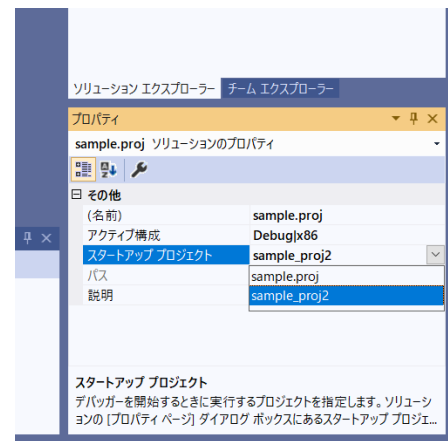 ソリューション エクスプローラー チーム エクスプローラー
プロパティ
sample.proj ソリューションのプロパティ
その他
(名前) sample.proj
アクティブ構成 Debug|x86
スタートアップ プロジェクト sample_proj2
パス sample.proj
説明 sample_proj2
スタートアップ プロジェクト
デバッガーを開始するときに実行するプロジェクトを指定します。ソリューシ
ョンの [プロパティ ページ] ダイアログ ボックスにあるスタートアップ プロジェ...